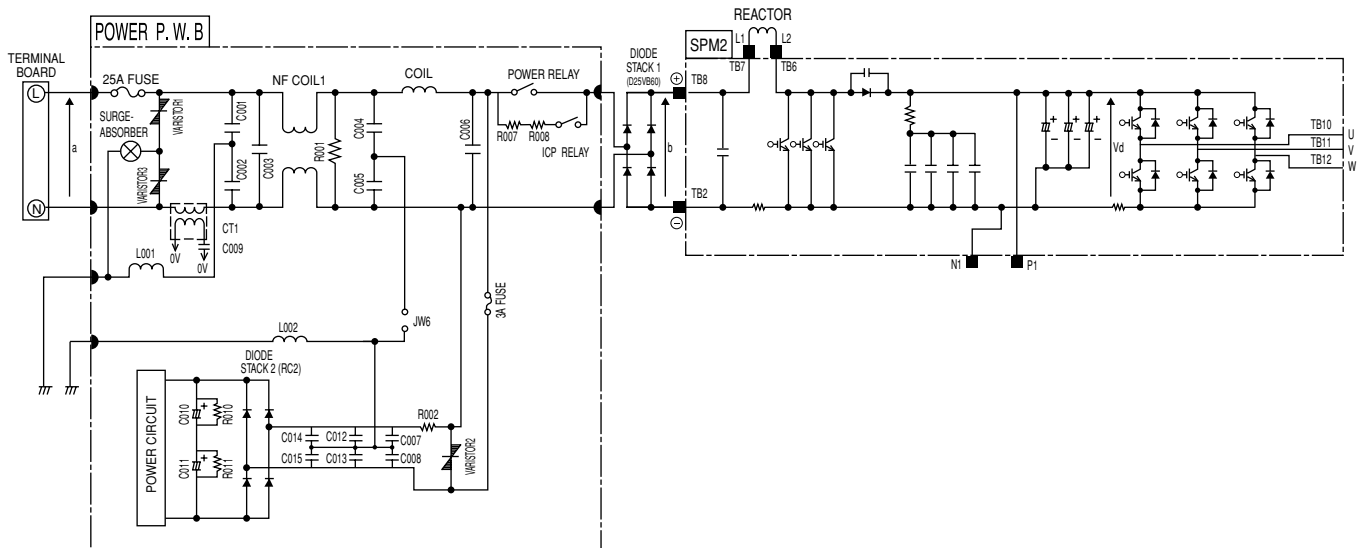 POWER P. W. B
REACTOR
TERMINAL
BOARD
L
N
a
25A FUSE
SURGE-
ABSORBER
VARISTOR1
VARISTOR3
C001
C002
C003
NF COIL1
R001
C004
C005
COIL
C006
POWER RELAY
R007
R008
ICP RELAY
CT1
C009
0V
0V
L001
L002
JW6
3A FUSE
DIODE
STACK 1
(D25VB60)
+
−
b
SPM2
L1
L2
TB7
TB6
TB8
TB2
N1
P1
+
−
+
−
+
−
Vd
TB10
TB11
TB12
U
V
W
POWER CIRCUIT
DIODE
STACK 2 (RC2)
C010
+
R010
C011
+
R011
C014
C012
C007
C015
C013
C008
R002
VARISTOR2